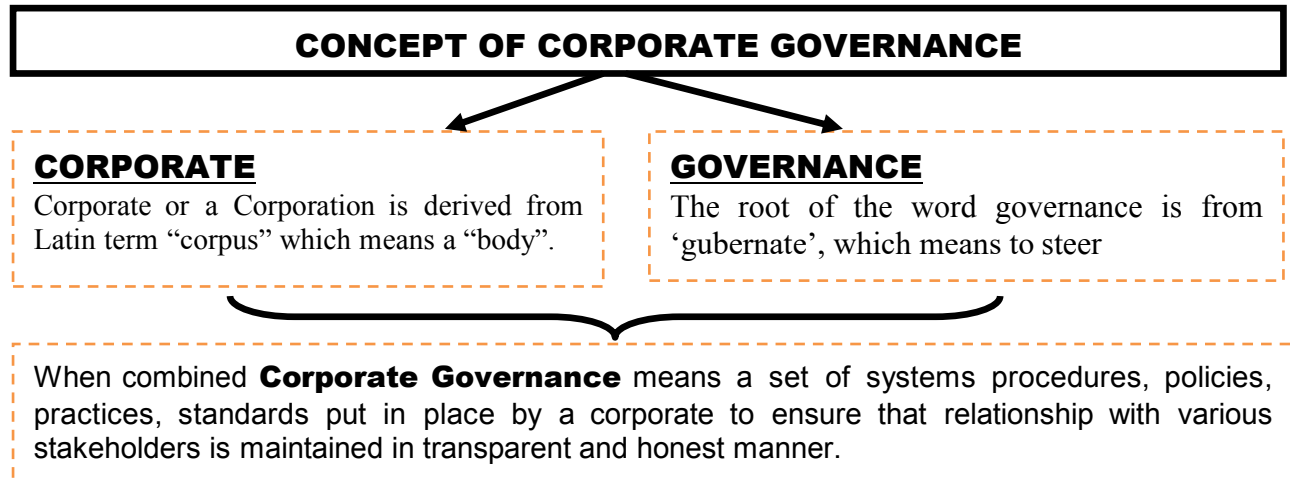 CONCEPT OF CORPORATE GOVERNANCE
CORPORATE
Corporate or a Corporation is derived from
Latin term “corpus” which means a “body”.
GOVERNANCE
The root of the word governance is from
‘gubernate’, which means to steer
When combined Corporate Governance means a set of systems procedures, policies,
practices, standards put in place by a corporate to ensure that relationship with various
stakeholders is maintained in transparent and honest manner.